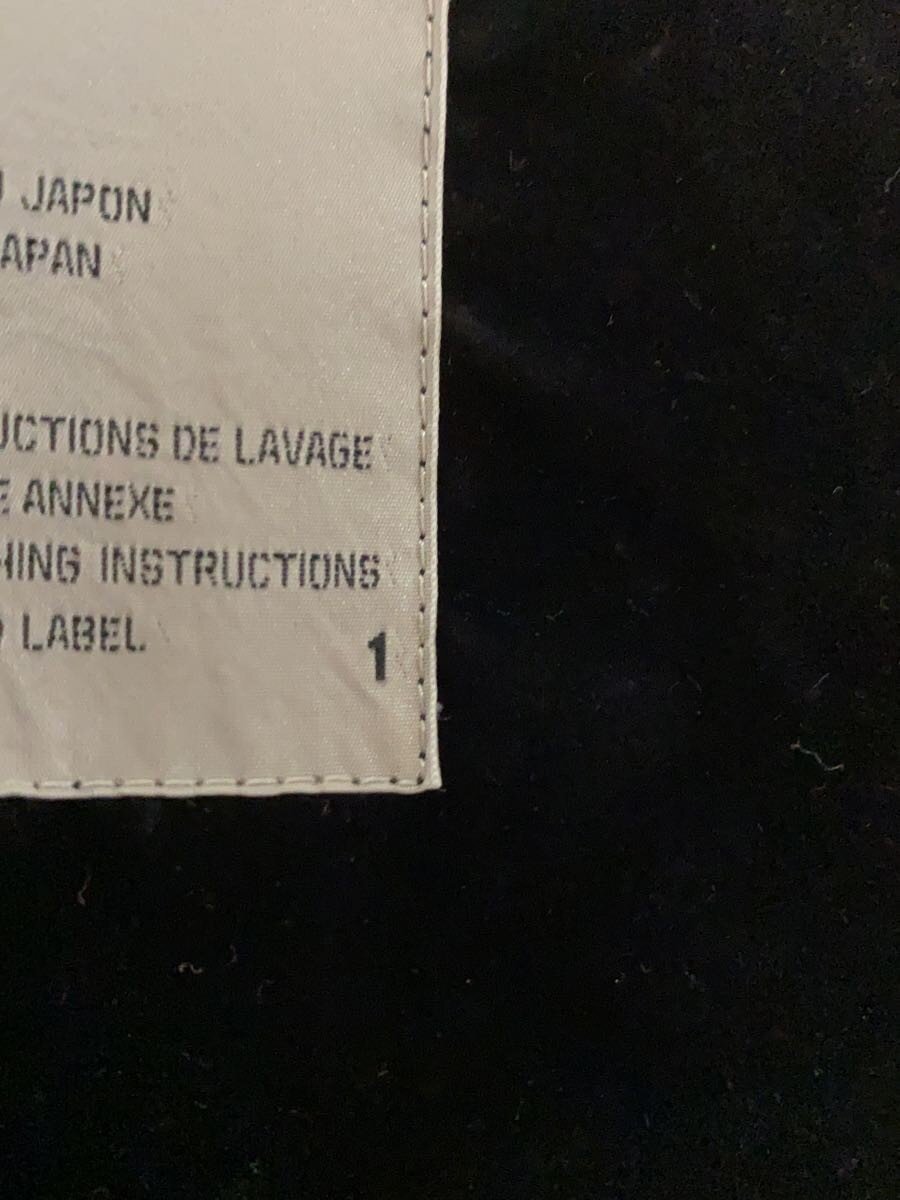 JAPON
APAN
UCTIONS DE LAVAGE
E ANNEXE
HING INSTRUCTIONS
LABEL
1